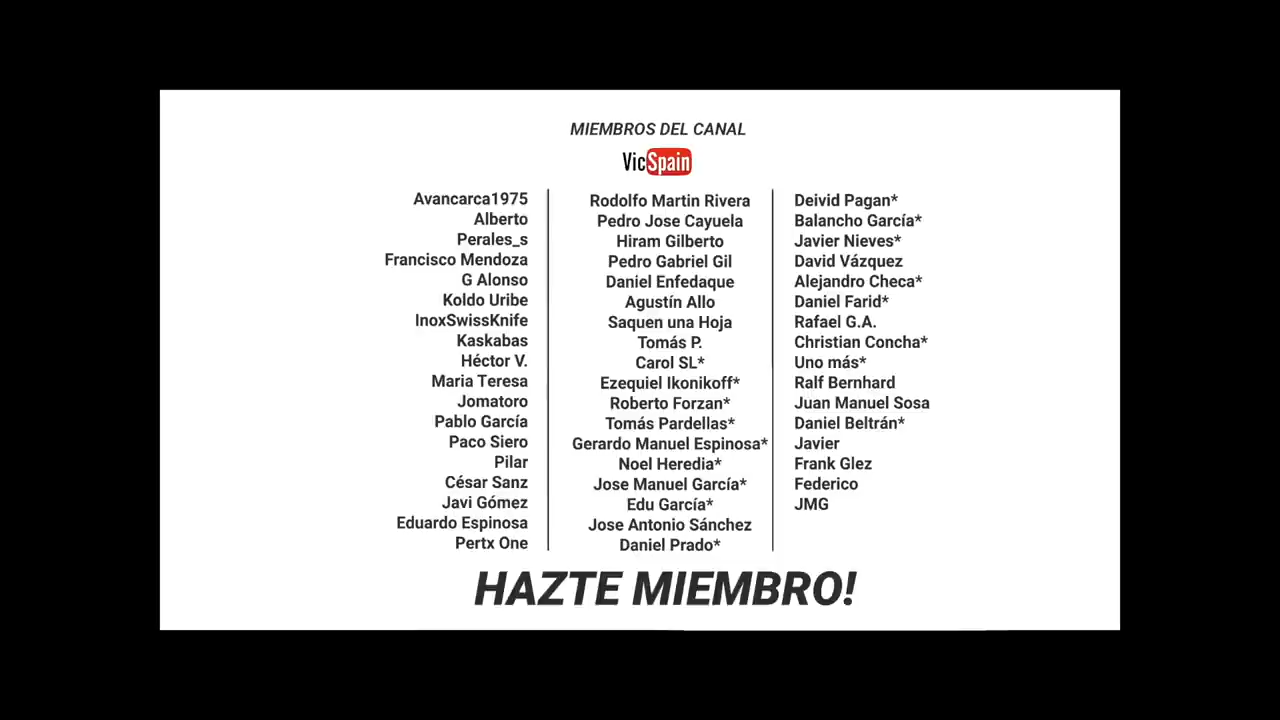 MIEMBROS DEL CANAL
VicSpain
Avancarca1975
Alberto
Perales_s
Francisco Mendoza
G Alonso
Koldo Uribe
InoxSwissKnife
Kaskabas
Héctor V.
Maria Teresa
Jomatoro
Pablo García
Paco Siero
Pilar
César Sanz
Javi Gómez
Eduardo Espinosa
Pertx One
Rodolfo Martin Rivera
Pedro Jose Cayuela
Hiram Gilberto
Pedro Gabriel Gil
Daniel Enfedaque
Agustín Allo
Saquen una Hoja
Tomás P.
Carol SL*
Ezequiel Ikonikoff*
Roberto Forzan*
Tomás Pardellas*
Gerardo Manuel Espinosa*
Noel Heredia*
Jose Manuel García*
Edu García*
Jose Antonio Sánchez
Daniel Prado*
Deivid Pagan*
Balancho García*
Javier Nieves*
David Vázquez
Alejandro Checa*
Daniel Farid*
Rafael G.A.
Christian Concha*
Uno más*
Ralf Bernhard
Juan Manuel Sosa
Daniel Beltrán*
Javier
Frank Glez
Federico
JMG
HAZTE MIEMBRO!